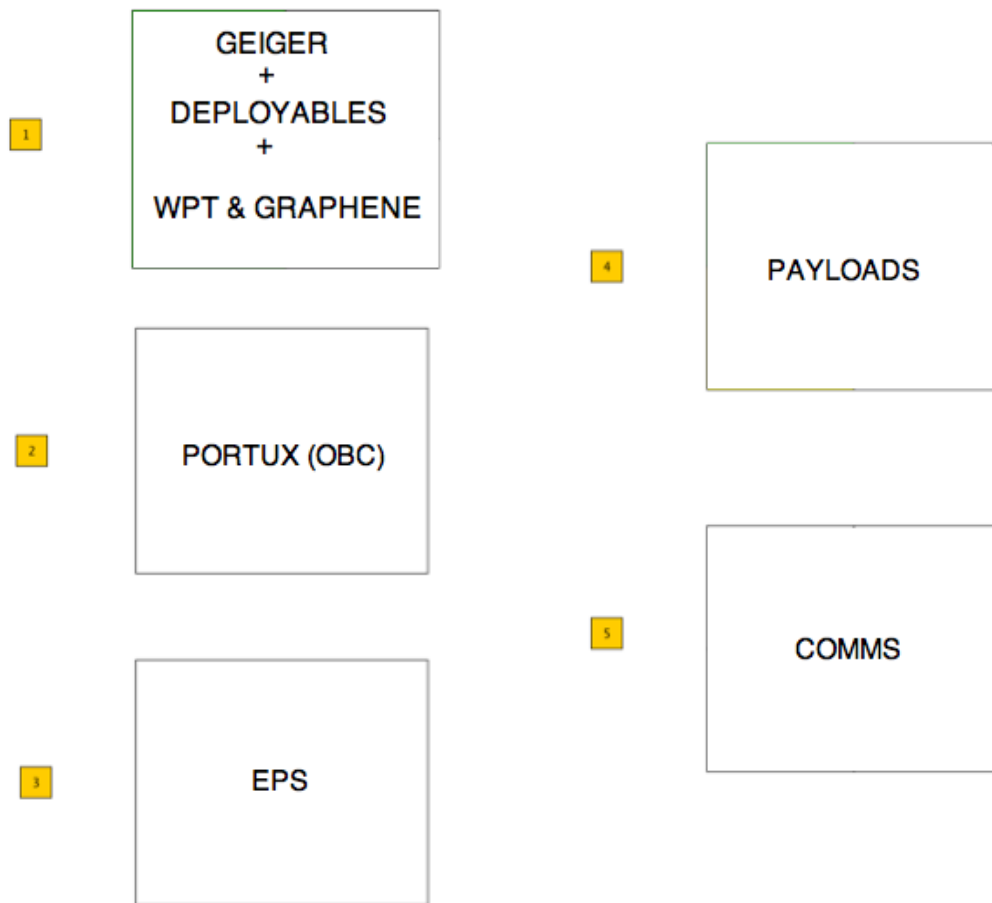 1
GEIGER
+
DEPLOYABLES
+
WPT & GRAPHENE
2
PORTUX (OBC)
3
EPS
4
PAYLOADS
5
COMMS